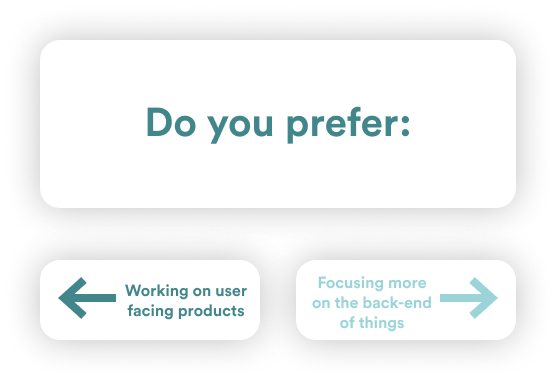 Do you prefer:
Working on user
facing products
Focusing more
on the back-end
of things